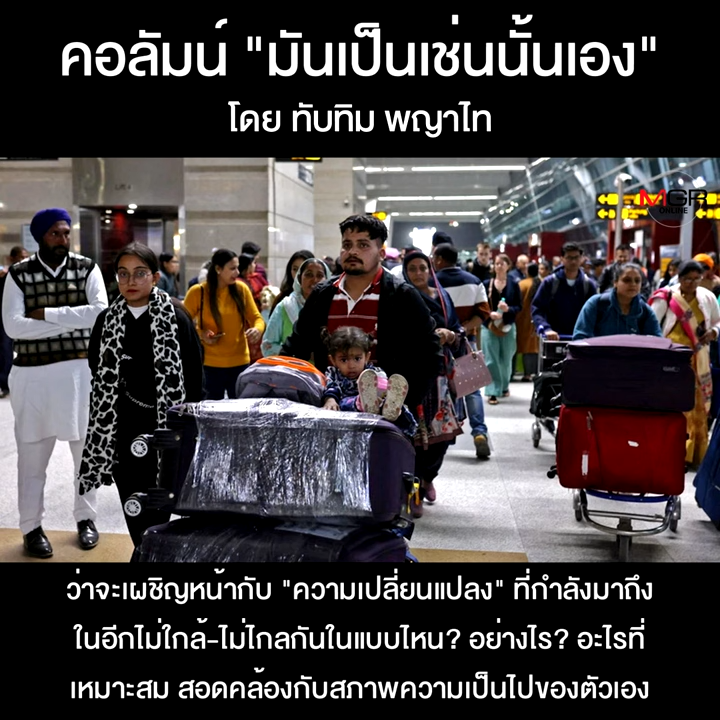 คอลัมน์ "มันเป็นเช่นนั้นเอง"
โดย ทับทิม พญาไท
MGR
ONLINE
ว่าจะเผชิญหน้ากับ "ความเปลี่ยนแปลง" ที่กำลังมาถึง
ในอีกไม่ใกล้-ไม่ไกลกันในแบบไหน? อย่างไร? อะไรที่
เหมาะสม สอดคล้องกับสภาพความเป็นไปของตัวเอง